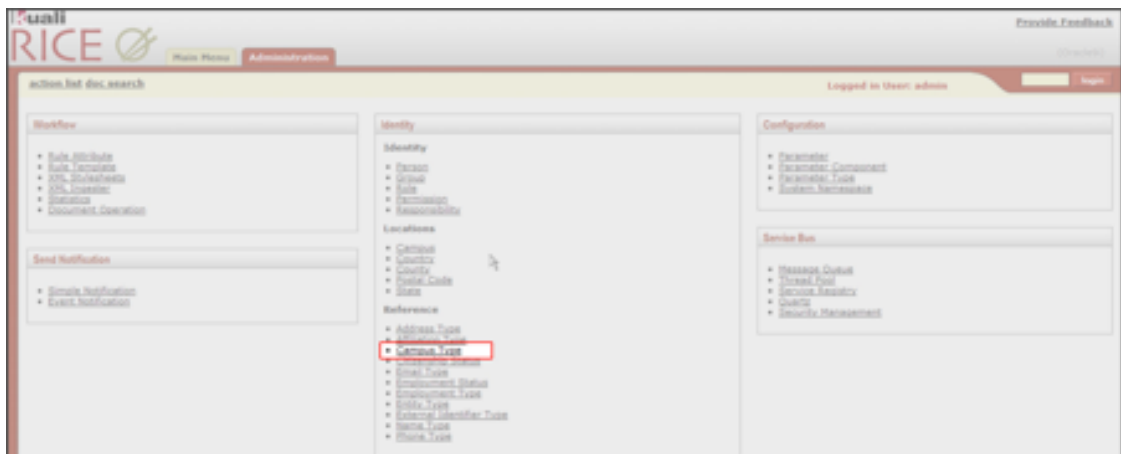 Kuali
RICE
Main Menu
Administration
Provide Feedback
action list doc search
Logged in User: admin
login
Workflow
Rule Attribute
Rule Template
XML Stylesheets
XML Ingester
Statistics
Document Operation
Send Notification
Simple Notification
Event Notification
Identity
Identity
Person
Group
Role
Permission
Responsibility
Locations
Campus
Country
County
Postal Code
State
Reference
Address Type
Affiliation Type
Campus Type
Citizenship Status
Email Type
Employment Status
Employment Type
Entity Type
External Identifier Type
Name Type
Phone Type
Configuration
Parameter
Parameter Component
Parameter Type
System Namespace
Service Bus
Message Queue
Thread Pool
Service Registry
Quartz
Security Management